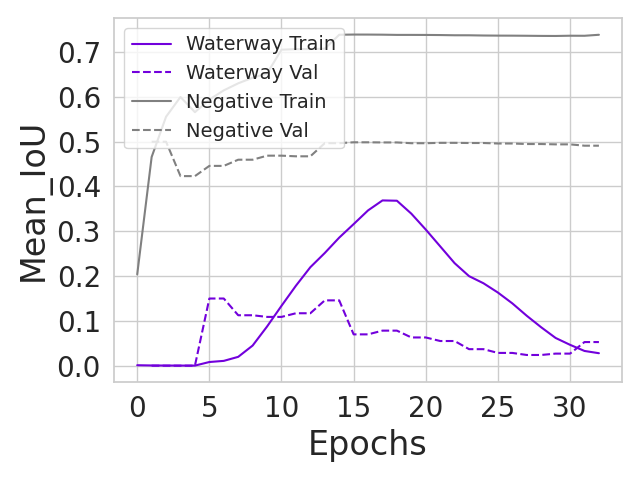 Waterway Train
Waterway Val
Negative Train
Negative Val
Mean_IoU
0.7
0.6
0.5
0.4
0.3
0.2
0.1
0.0
0 5 10 15 20 25 30
Epochs